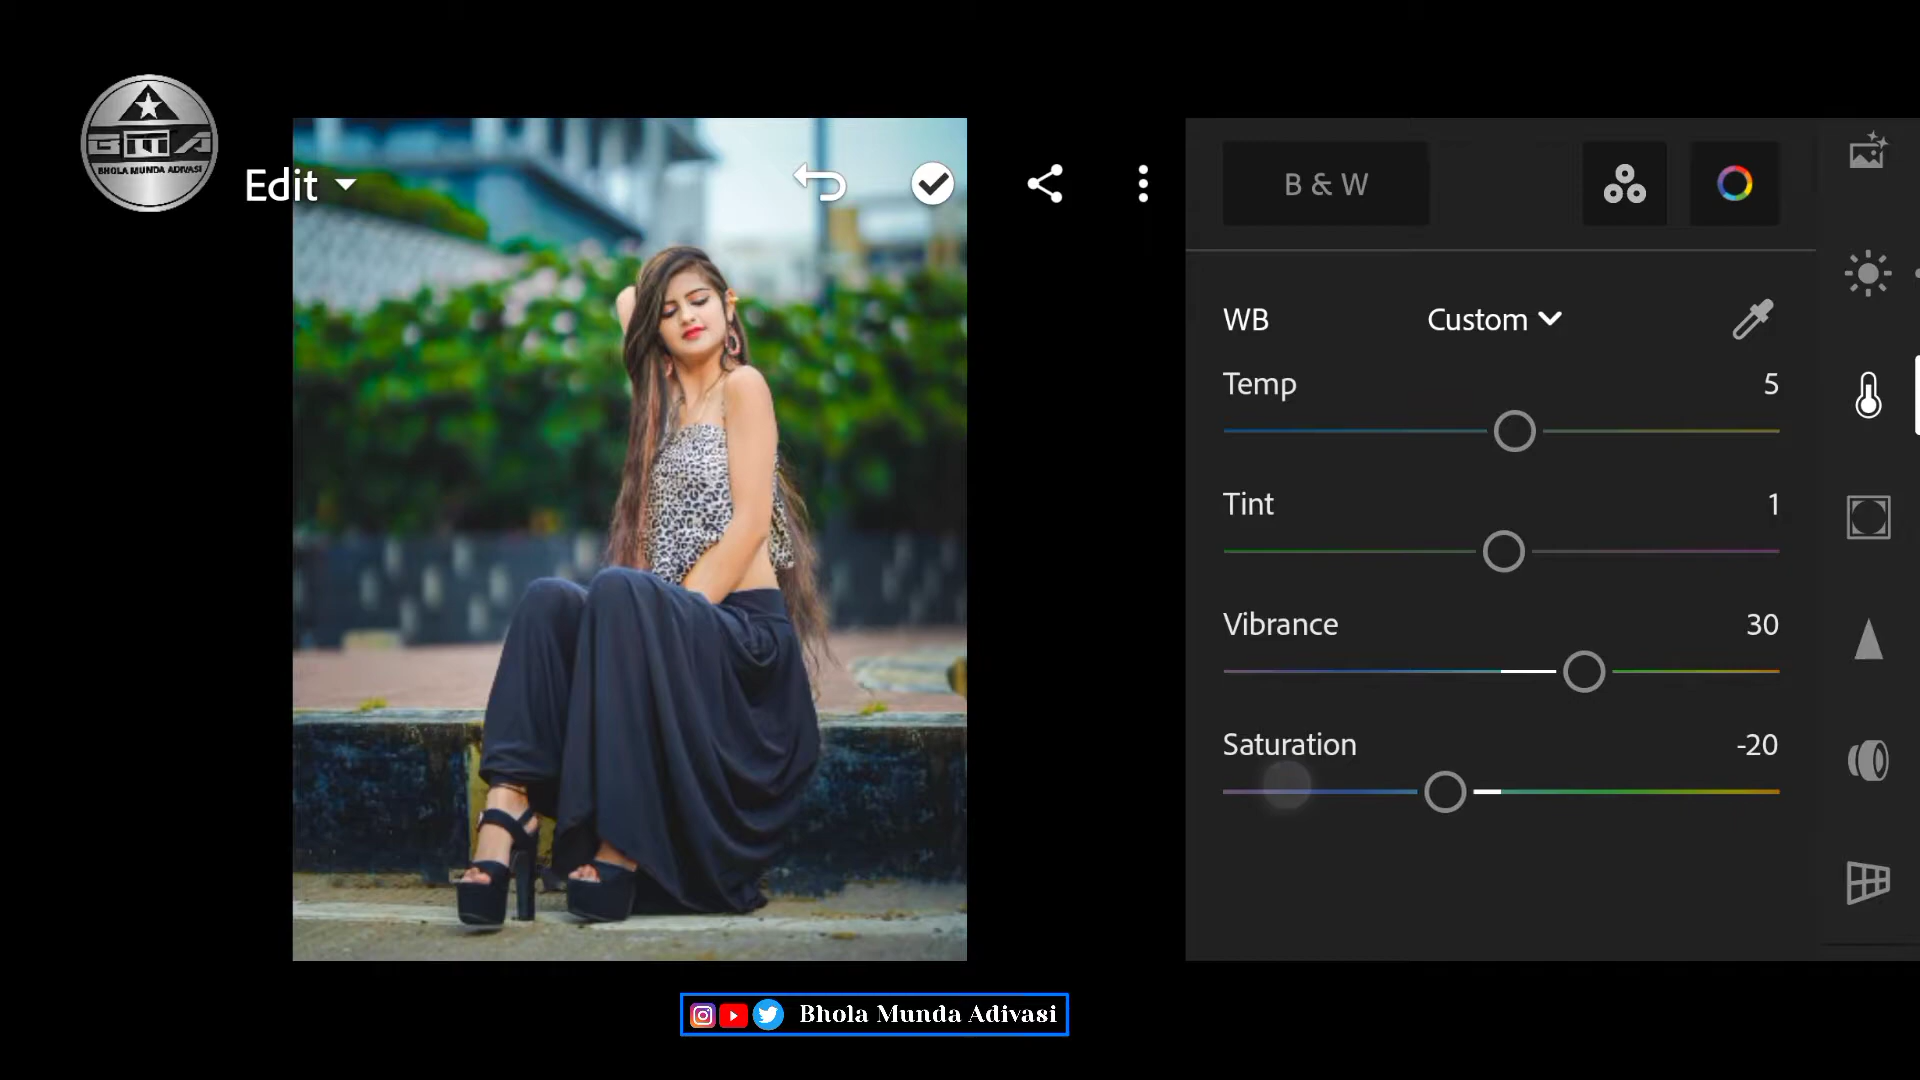 BHOLA MUNDA ADIVASI
Edit
B & W
WB
Custom
Temp
5
Tint
1
Vibrance
30
Saturation
-20
Bhola Munda Adivasi